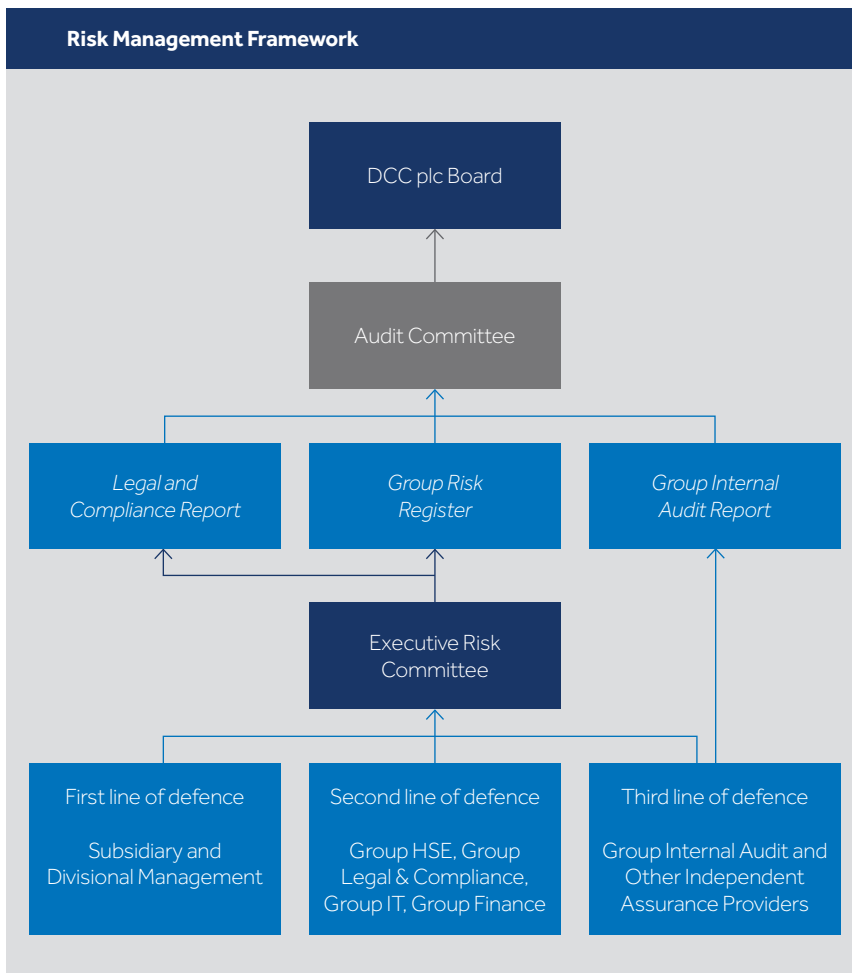 Risk Management Framework
DCC plc Board
Audit Committee
Legal and
Compliance Report
Group Risk
Register
Group Internal
Audit Report
Executive Risk
Committee
First line of defence
Subsidiary and
Divisional Management
Second line of defence
Group HSE, Group
Legal & Compliance,
Group IT, Group Finance
Third line of defence
Group Internal Audit and
Other Independent
Assurance Providers